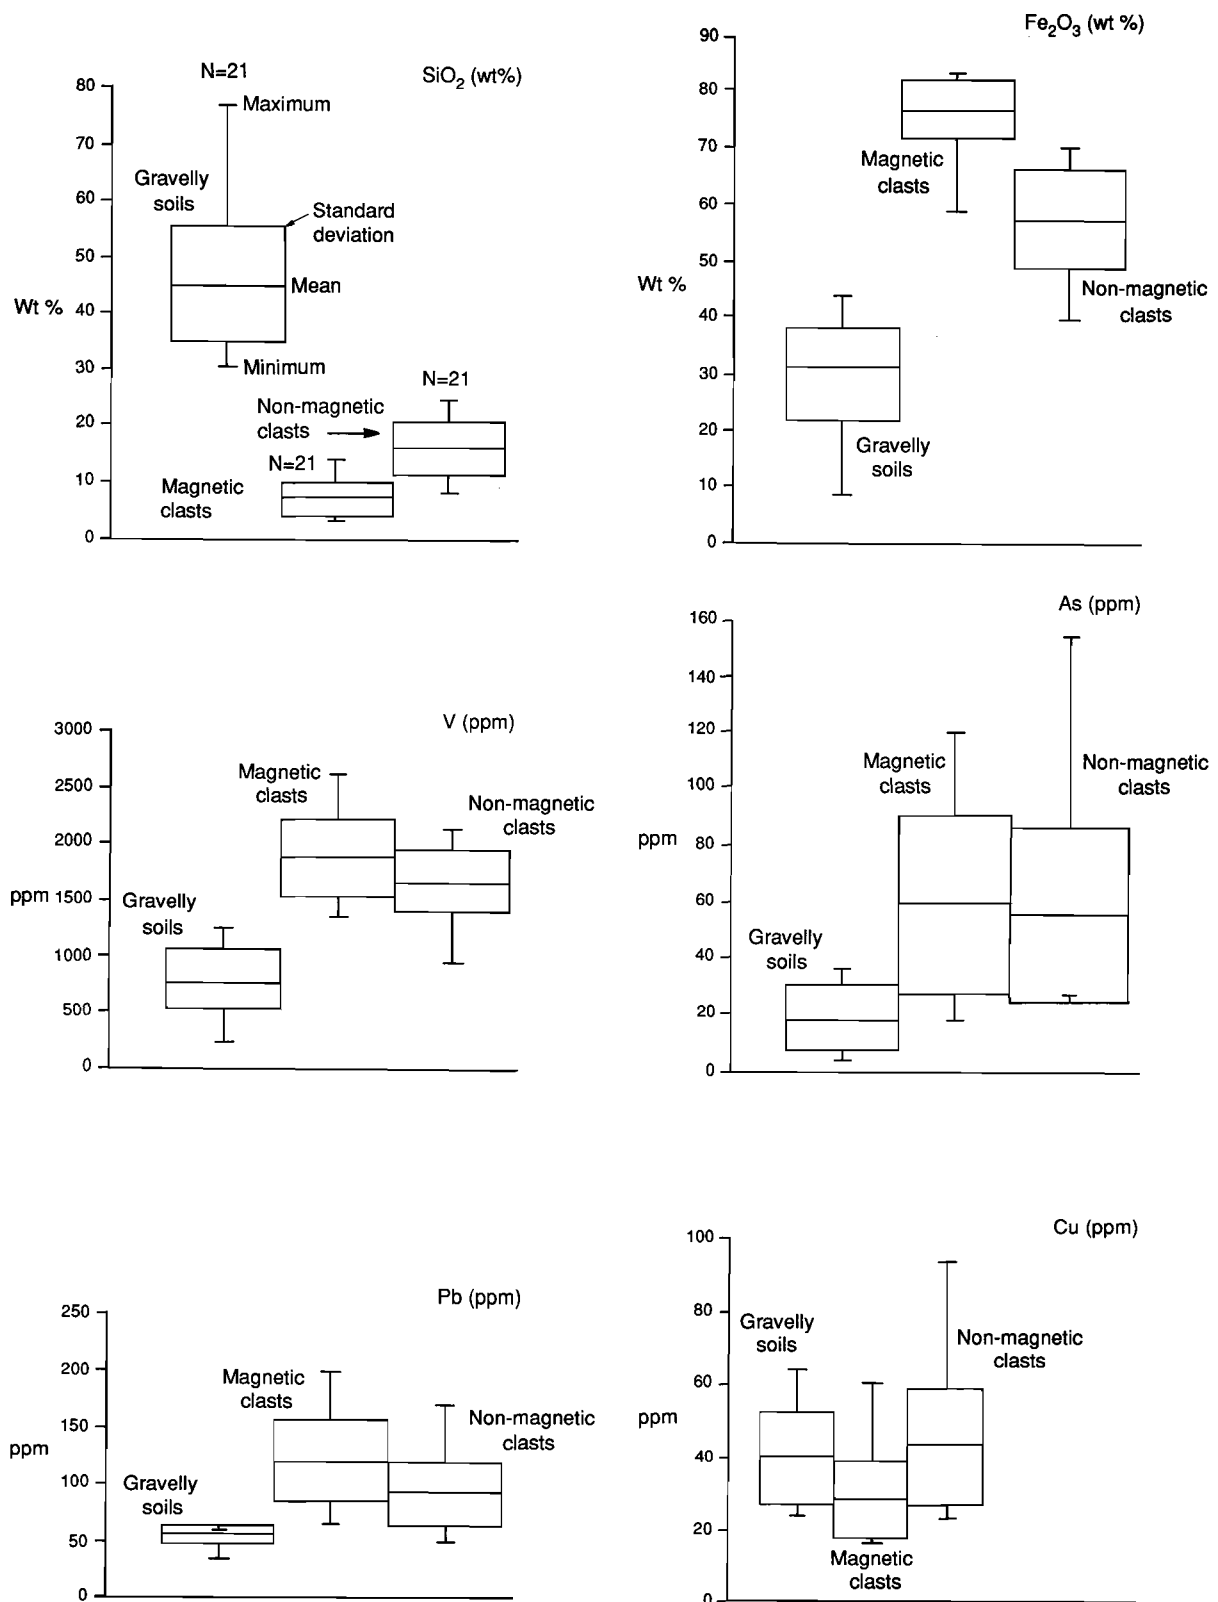 SiO2 (wt%)
N=21
80
Maximum
70
Gravelly
soils
60
Standard
deviation
50
Mean
Wt %
40
Minimum
30
N=21
Non-magnetic
clasts
20
N=21
Magnetic
clasts
10
0
Fe2O3 (wt %)
90
80
70
Magnetic
clasts
60
50
Wt %
Non-magnetic
clasts
40
30
Gravelly
soils
20
10
0
V (ppm)
3000
Magnetic
clasts
2500
Non-magnetic
clasts
2000
ppm
1500
Gravelly
soils
1000
500
0
As (ppm)
160
140
120
Magnetic
clasts
Non-magnetic
clasts
100
ppm
80
60
Gravelly
soils
40
20
0
Pb (ppm)
250
200
Magnetic
clasts
150
Non-magnetic
clasts
ppm
100
Gravelly
soils
50
0
Cu (ppm)
100
80
Gravelly
soils
Non-magnetic
clasts
60
ppm
40
20
Magnetic
clasts
0